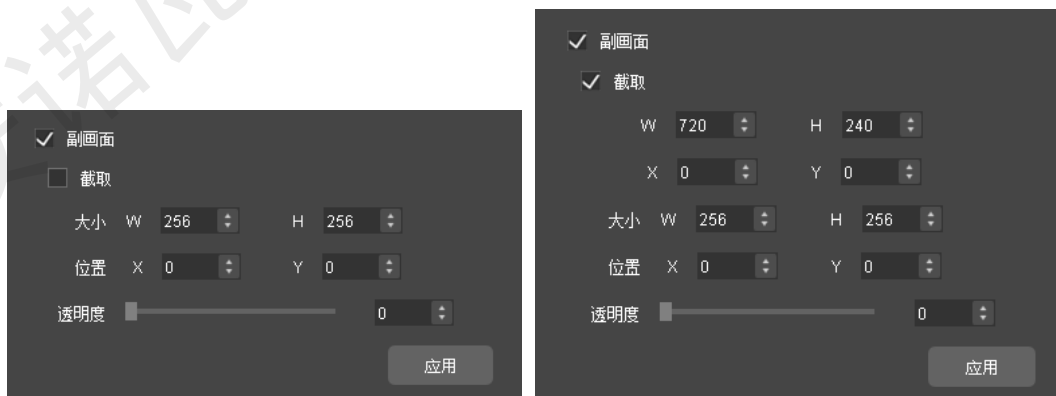 副画面
截取
大小 W 256 H 256
位置 X 0 Y 0
透明度 0
应用
副画面
截取
W 720 H 240
X 0 Y 0
大小 W 256 H 256
位置 X 0 Y 0
透明度 0
应用